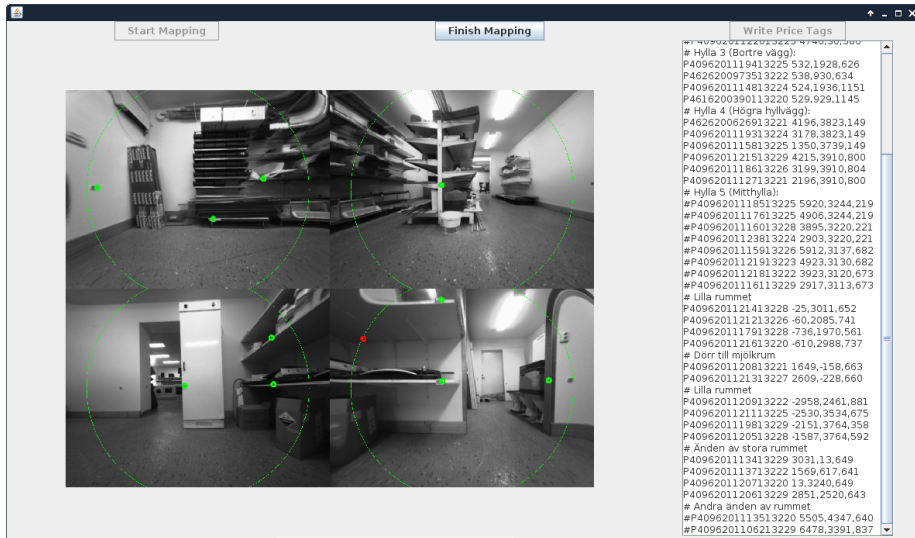 Start Mapping
Finish Mapping
Write Price Tags
# Hylla 3 (Bortre vägg):
P4096201119413225 532,1928,626
P4626200973513222 538,930,634
P4096201114813224 524,1936,1151
P4616200390113220 529,929,1145
# Hylla 4 (Högra hyllvägg):
P4626200626913221 4196,3823,149
P4096201119313224 3178,3823,149
P4096201115813225 1350,3739,149
P4096201121513229 4215,3910,800
P4096201118613226 3199,3910,804
P4096201112713221 2196,3910,800
# Hylla 5 (Mitthylla):
#P4096201118513225 5920,3244,219
#P4096201117613225 4906,3244,219
#P4096201116013228 3895,3220,221
#P4096201123813224 2903,3220,221
#P4096201115913226 5912,3137,682
#P4096201121913223 4923,3130,682
#P4096201121813222 3923,3120,673
#P4096201116113229 2917,3113,673
# Lilla rummet
P4096201121413228 -25,3011,652
P4096201121213226 -60,2085,741
P4096201117913228 -736,1970,561
P4096201121613220 -610,2988,737
# Dörr till mjölkrum
P4096201120813221 1649,-158,663
P4096201121313227 2609,-228,660
# Lilla rummet
P4096201120913222 -2958,2461,881
P4096201121113225 -2530,3534,675
P4096201119813229 -2151,3764,358
P4096201120513228 -1587,3764,592
# Änden av stora rummet
P4096201113413229 3031,13,649
P4096201113713222 1569,617,641
P4096201120713220 13,3240,649
P4096201120613229 2851,2520,643
# Andra änden av rummet
#P4096201113513220 5505,4347,640
#P4096201106213229 6478,3391,837